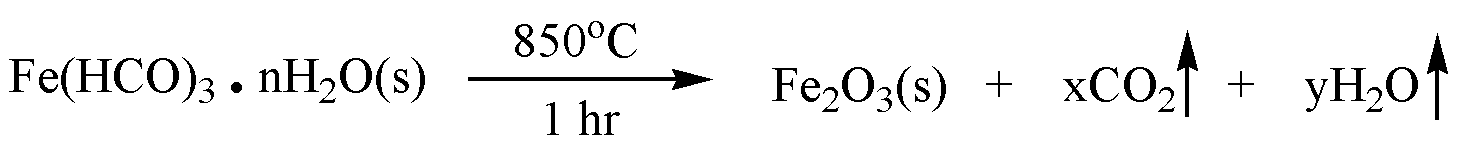 Fe(HCO)₃ • nH₂O(s) 850°C 1 hr Fe₂O₃(s) + xCO₂ + yH₂O